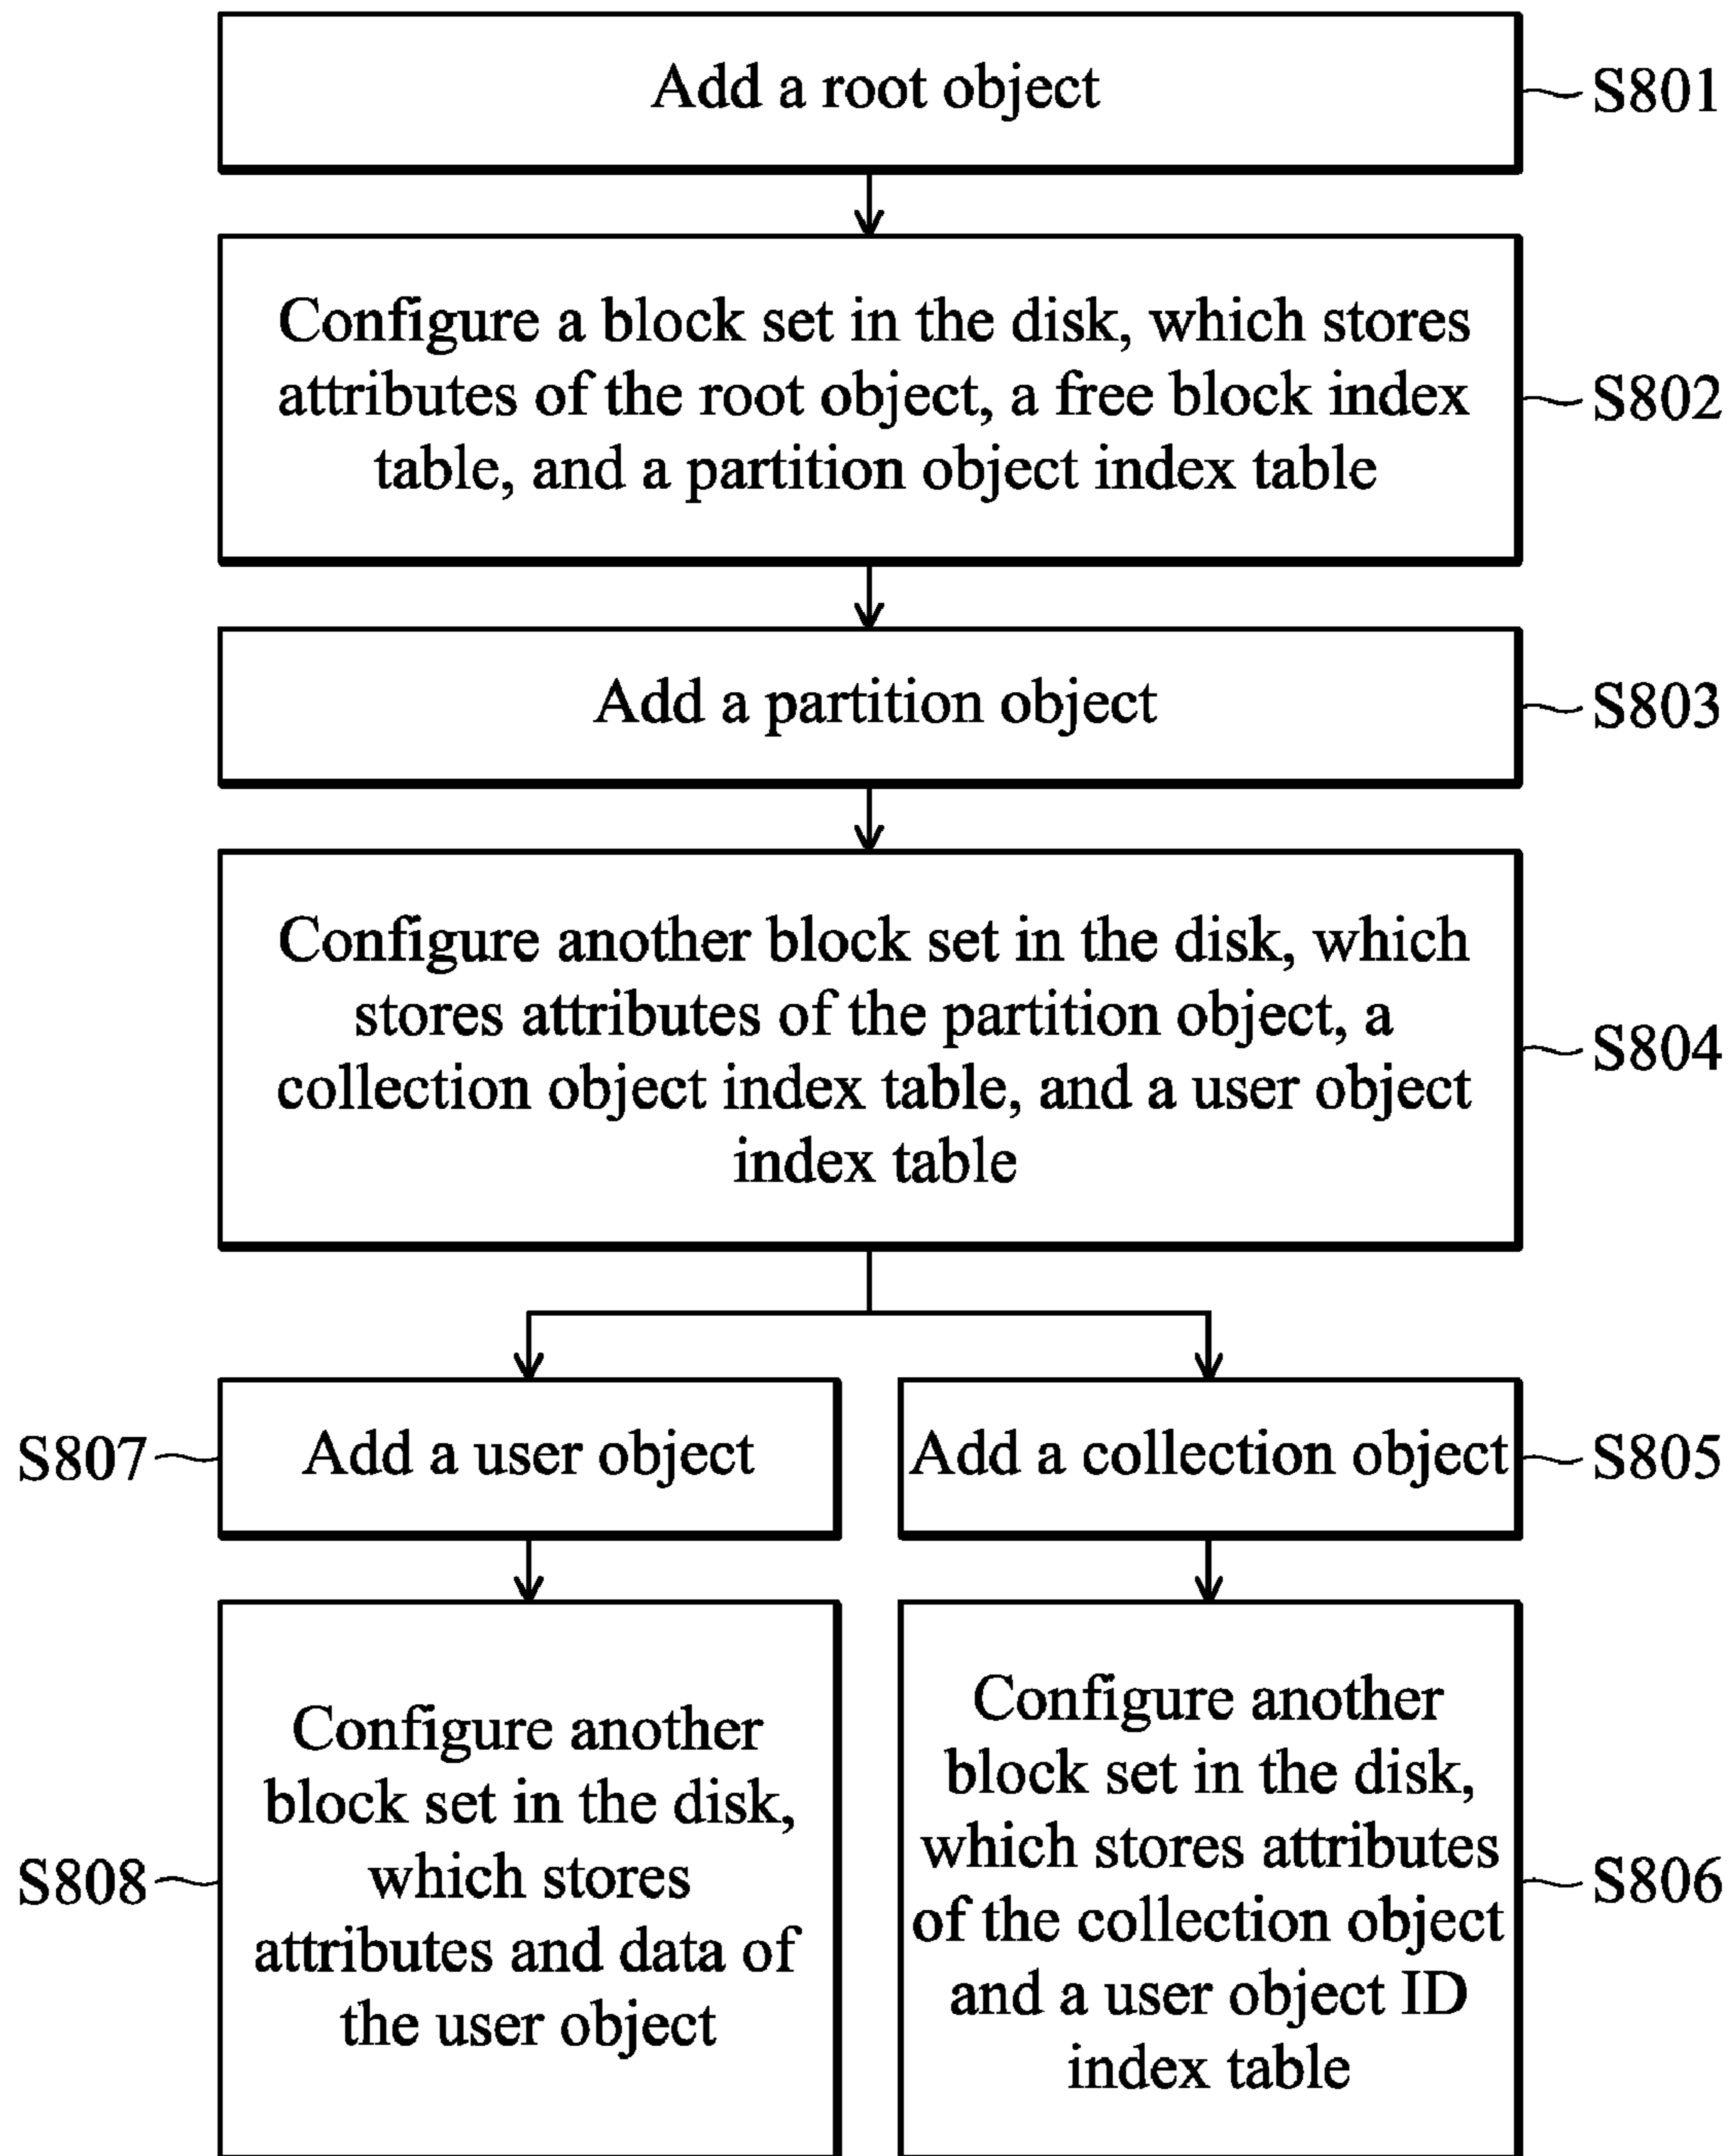 Add a root object
S801
Configure a block set in the disk, which stores
attributes of the root object, a free block index
table, and a partition object index table
S802
Add a partition object
S803
Configure another block set in the disk, which
stores attributes of the partition object, a
collection object index table, and a user object
index table
S804
S807
Add a user object
Add a collection object
S805
S808
Configure another
block set in the disk,
which stores
attributes and data of
the user object
Configure another
block set in the disk,
which stores attributes
of the collection object
and a user object ID
index table
S806